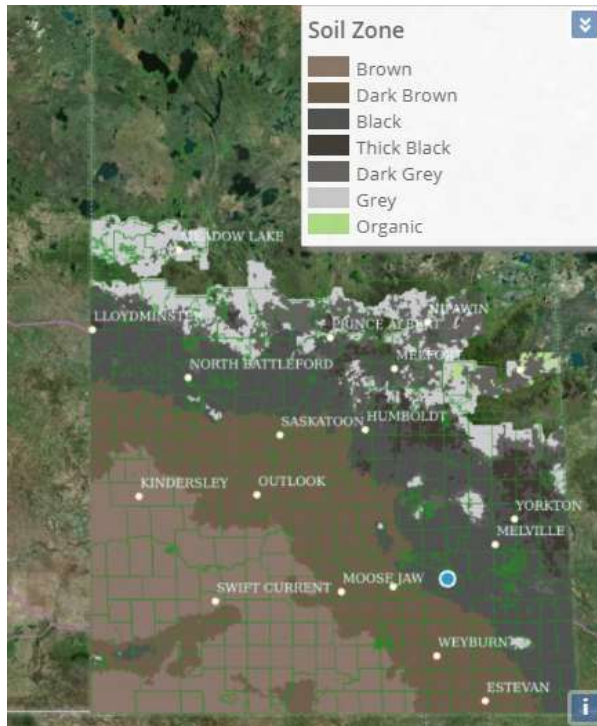 Soil Zone
Brown
Dark Brown
Black
Thick Black
Dark Grey
Grey
Organic
MEADOW LAKE
LLOYDMINSTER
NIPAWIN
PRINCE ALBERT
MELFORT
NORTH BATTLEFORD
HUMBOLDT
SASKATOON
KINDERSLEY
OUTLOOK
YORKTON
MELVILLE
SWIFT CURRENT
MOOSE JAW
WEYBURN
ESTEVAN
i